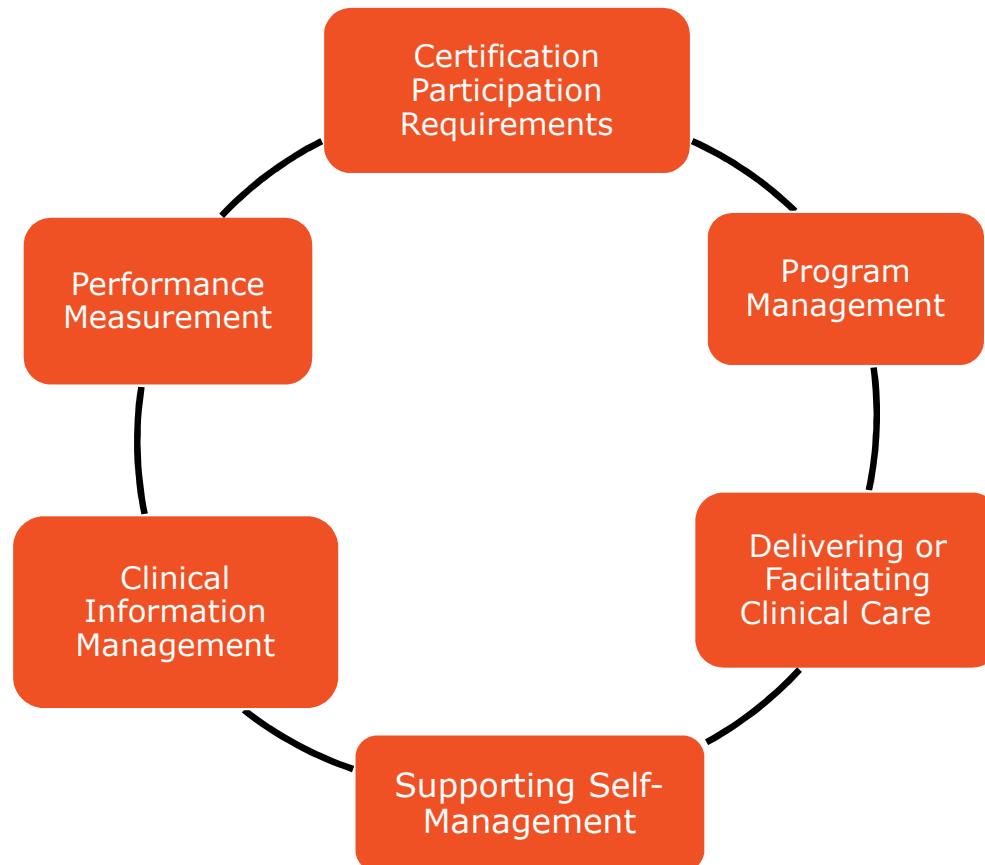 Certification
Participation
Requirements
Program
Management
Delivering or
Facilitating
Clinical Care
Supporting Self-
Management
Clinical
Information
Management
Performance
Measurement